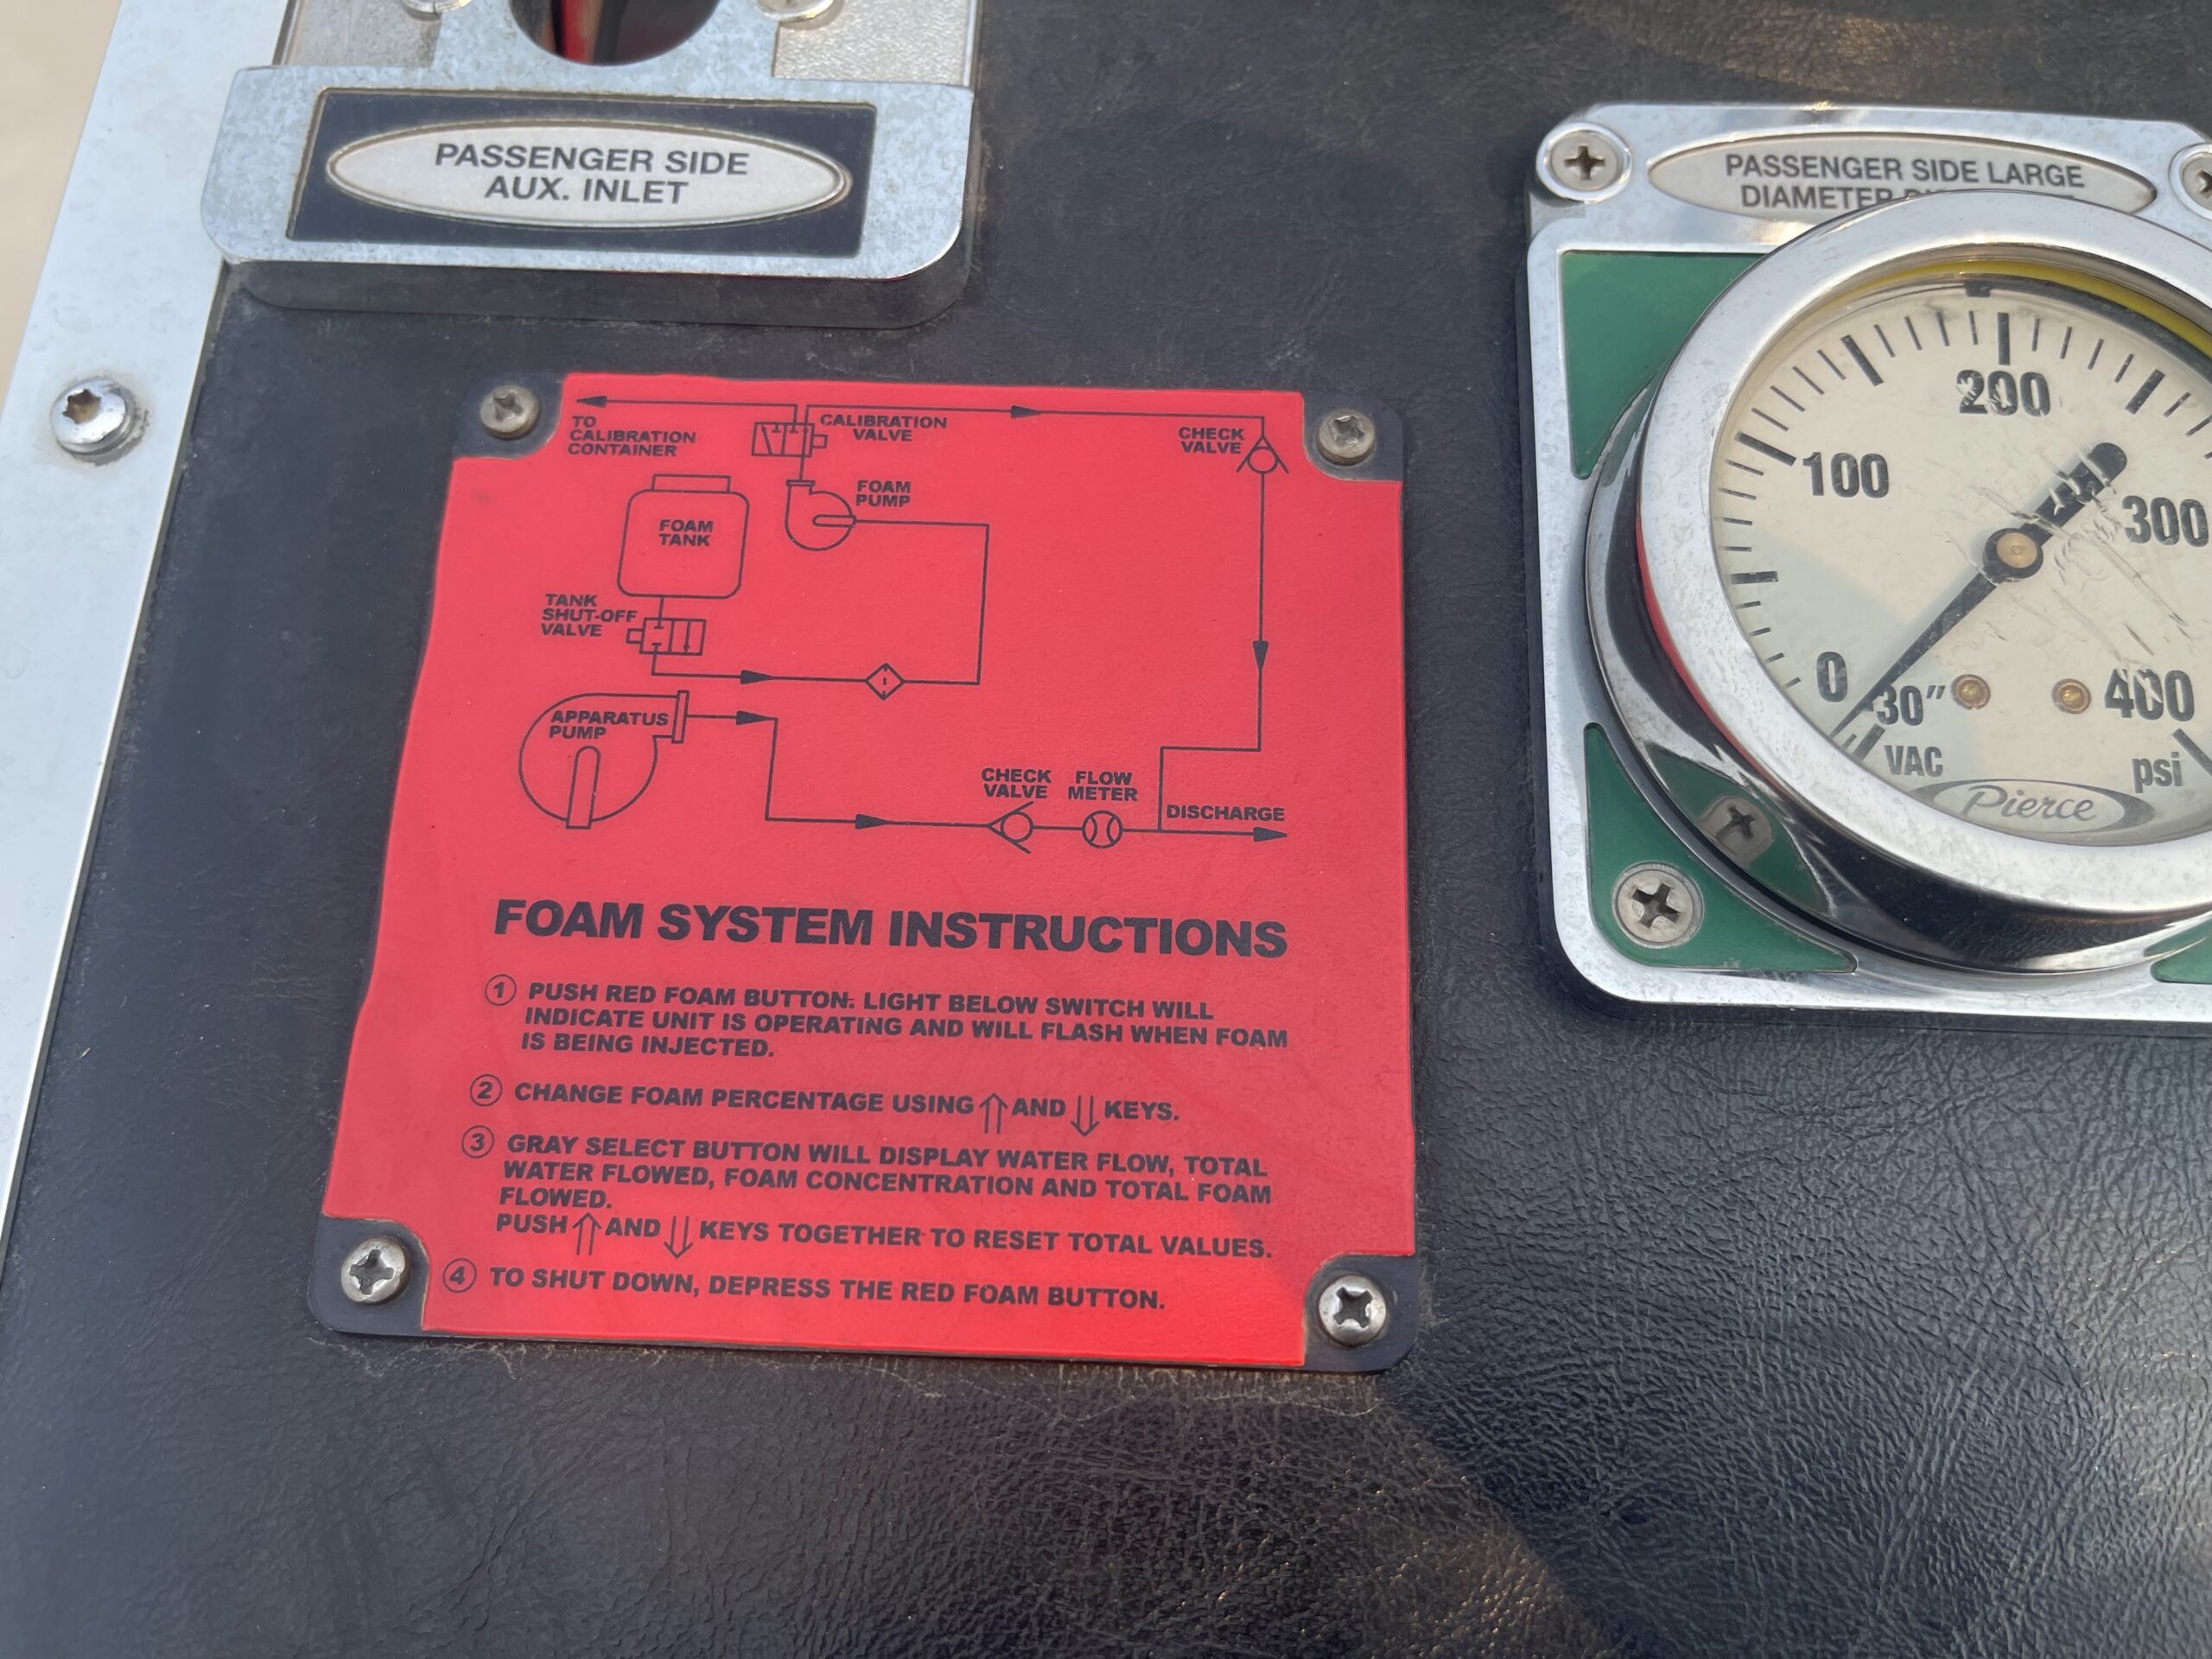 PASSENGER SIDE
AUX. INLET
PASSENGER SIDE LARGE
DIAMETER
100
200
300
400
0
30"
VAC
psi
Pierce
TO
CALIBRATION
CONTAINER
CALIBRATION
VALVE
CHECK
VALVE
FOAM
PUMP
FOAM
TANK
TANK
SHUT-OFF
VALVE
APPARATUS
PUMP
CHECK
VALVE
FLOW
METER
DISCHARGE
FOAM SYSTEM INSTRUCTIONS
① PUSH RED FOAM BUTTON: LIGHT BELOW SWITCH WILL
INDICATE UNIT IS OPERATING AND WILL FLASH WHEN FOAM
IS BEING INJECTED.
② CHANGE FOAM PERCENTAGE USING ⇑ AND ⇓ KEYS.
③ GRAY SELECT BUTTON WILL DISPLAY WATER FLOW, TOTAL
WATER FLOWED, FOAM CONCENTRATION AND TOTAL FOAM
FLOWED.
PUSH ⇑ AND ⇓ KEYS TOGETHER TO RESET TOTAL VALUES.
④ TO SHUT DOWN, DEPRESS THE RED FOAM BUTTON.